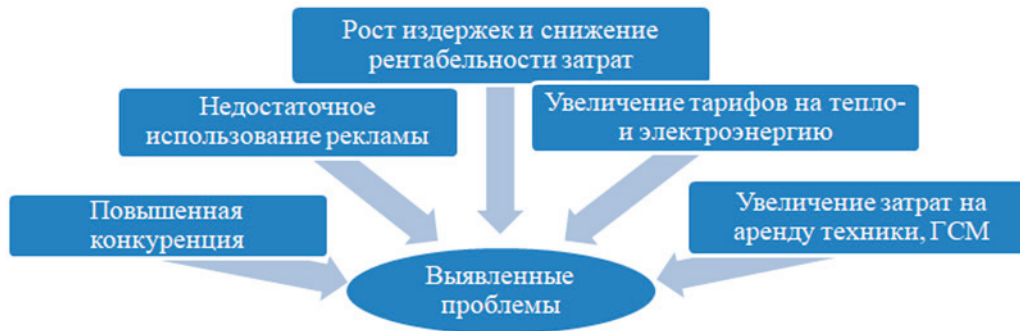 Рост издержек и снижение
рентабельности затрат
Недостаточное
использование рекламы
Увеличение тарифов на тепло-
и электроэнергию
Повышенная
конкуренция
Увеличение затрат на
аренду техники, ГСМ
Выявленные
проблемы